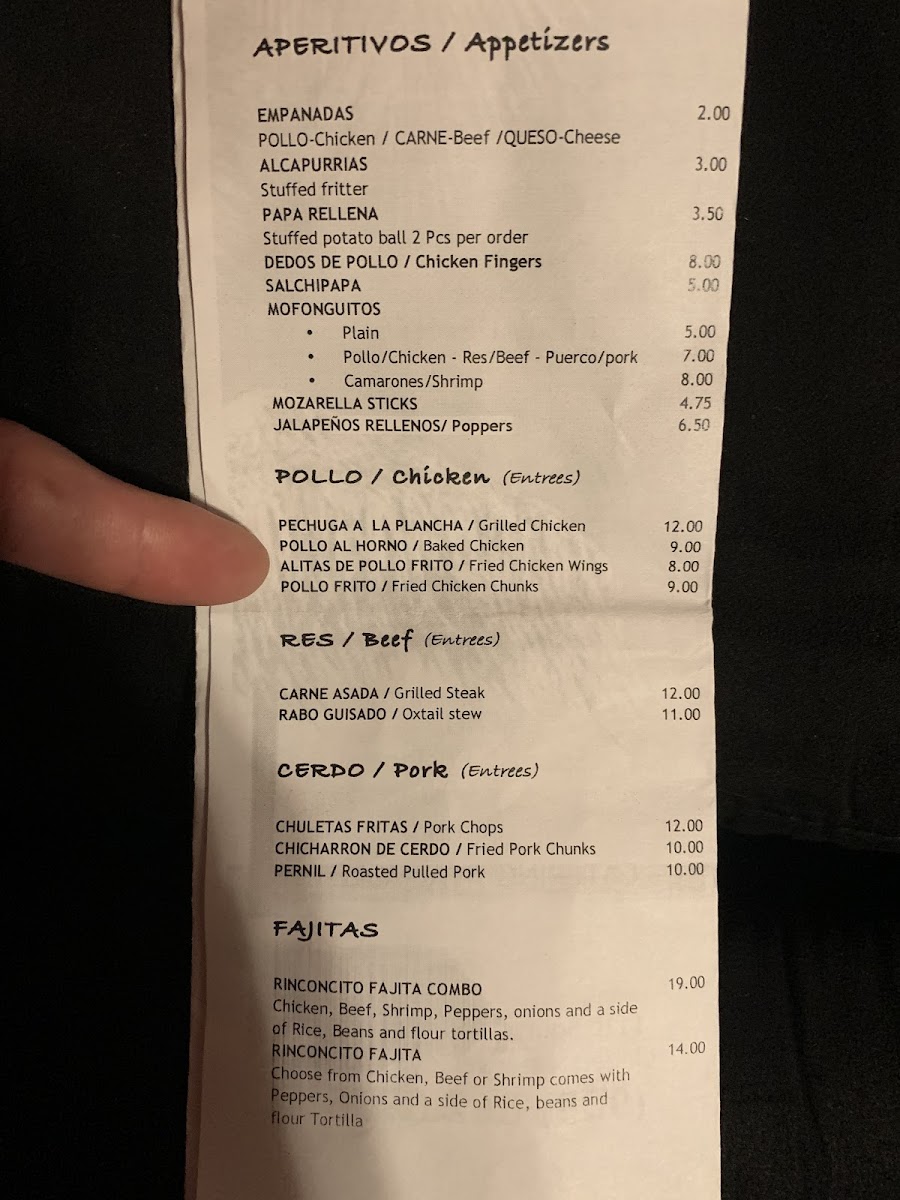 APERITIVOS / Appetizers
EMPANADAS 2.00
POLLO-Chicken / CARNE-Beef /QUESO-Cheese
ALCAPURRIAS 3.00
Stuffed fritter
PAPA RELLENA 3.50
Stuffed potato ball 2 Pcs per order
DEDOS DE POLLO / Chicken Fingers 8.00
SALCHIPAPA 5.00
MOFONGUITOS
• Plain 5.00
• Pollo/Chicken - Res/Beef - Puerco/pork 7.00
• Camarones/Shrimp 8.00
MOZARELLA STICKS 4.75
JALAPEÑOS RELLENOS/ Poppers 6.50
POLLO / Chicken (Entrees)
PECHUGA A LA PLANCHA / Grilled Chicken 12.00
POLLO AL HORNO / Baked Chicken 9.00
ALITAS DE POLLO FRITO / Fried Chicken Wings 8.00
POLLO FRITO / Fried Chicken Chunks 9.00
RES / Beef (Entrees)
CARNE ASADA / Grilled Steak 12.00
RABO GUISADO / Oxtail stew 11.00
CERDO / Pork (Entrees)
CHULETAS FRITAS / Pork Chops 12.00
CHICHARRON DE CERDO / Fried Pork Chunks 10.00
PERNIL / Roasted Pulled Pork 10.00
FAJITAS
RINCONCITO FAJITA COMBO 19.00
Chicken, Beef, Shrimp, Peppers, onions and a side
of Rice, Beans and flour tortillas.
RINCONCITO FAJITA 14.00
Choose from Chicken, Beef or Shrimp comes with
Peppers, Onions and a side of Rice, beans and
flour Tortilla